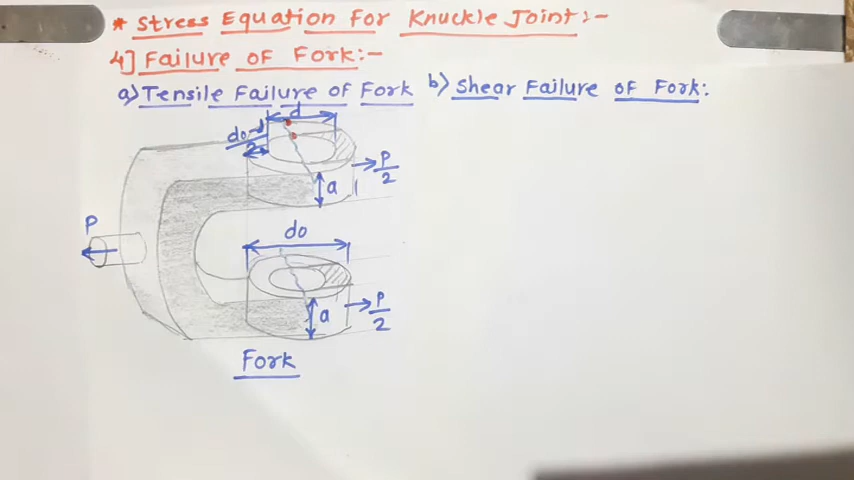 * Stress Equation For Knuckle Joint:-
4] Failure of Fork:-
a) Tensile Failure of Fork
b) Shear Failure of Fork:
d
do-d
2
P/2
a
P
do
P/2
a
Fork